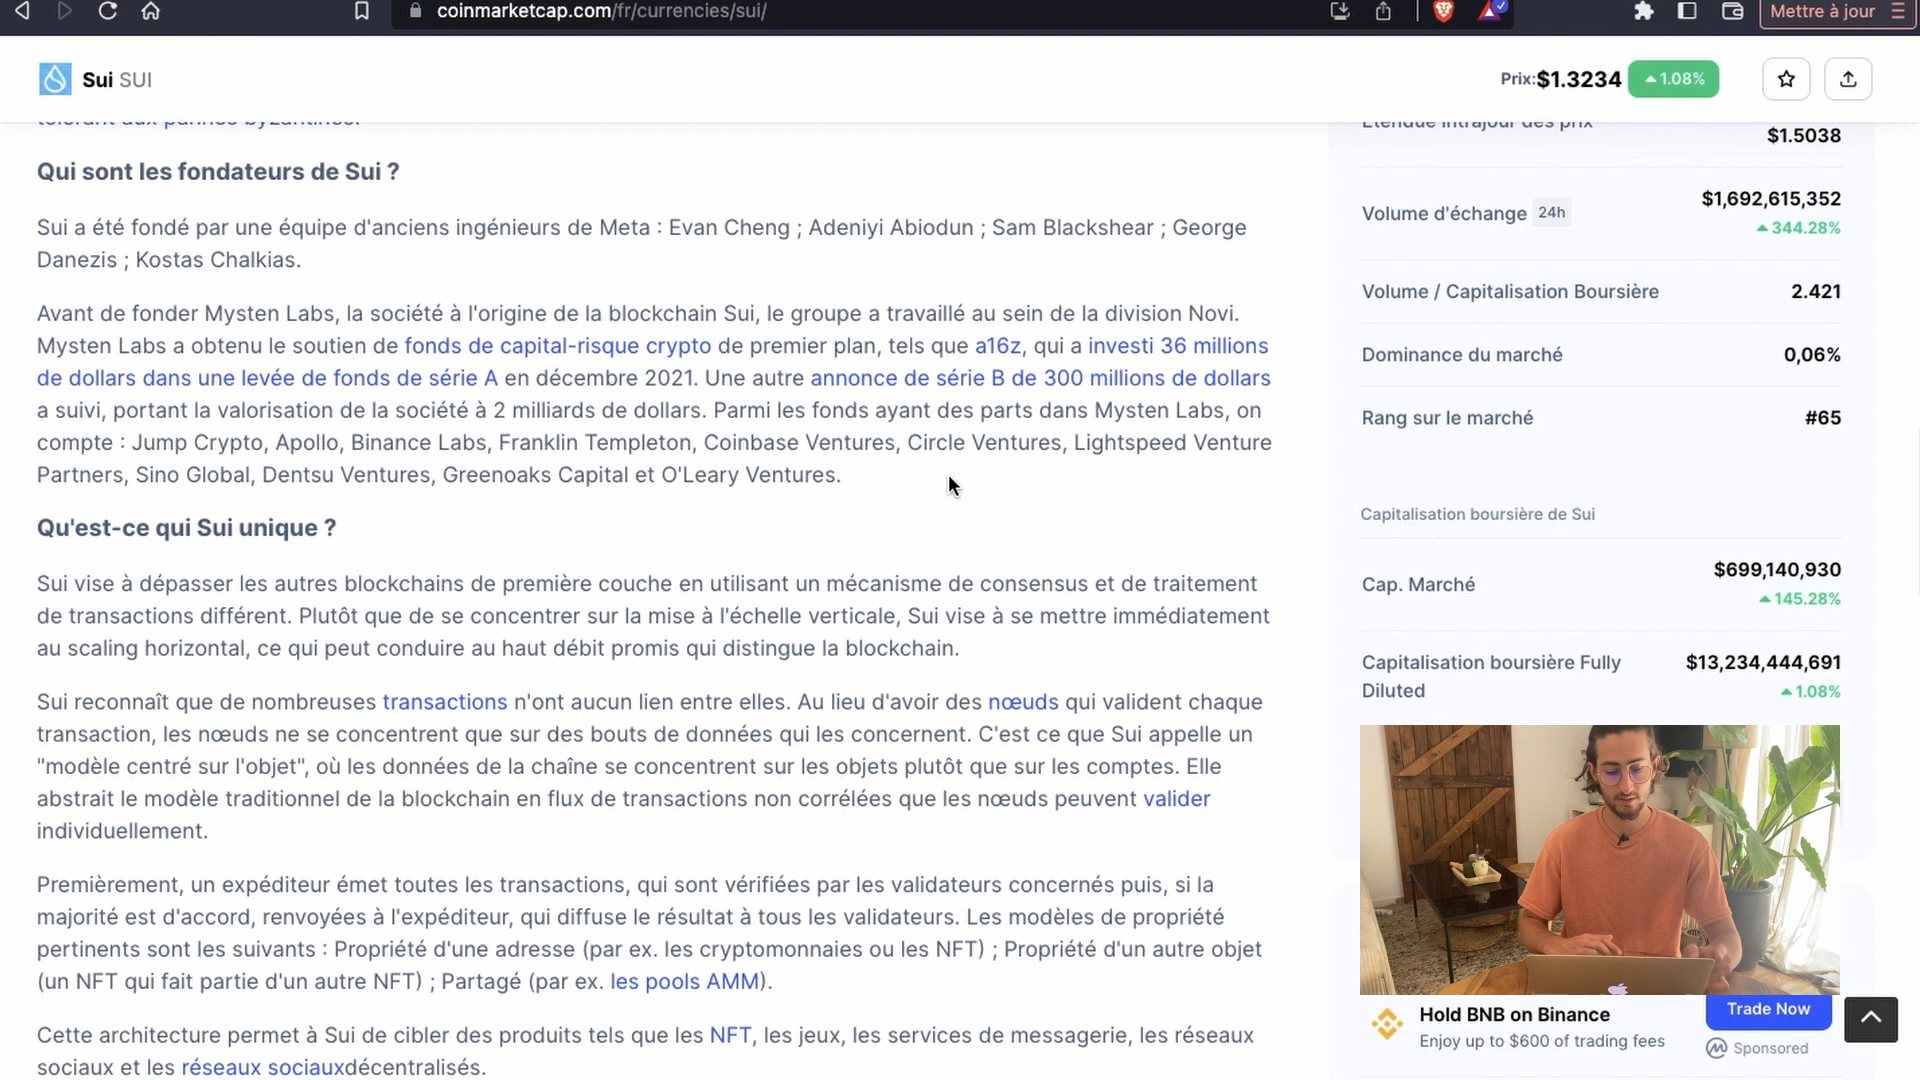 coinmarketcap.com/fr/currencies/sui/
Mettre à jour
Sui SUI
Prix:$1.3234
1.08%
tolérant aux pannes byzantines.
Qui sont les fondateurs de Sui ?
Sui a été fondé par une équipe d'anciens ingénieurs de Meta : Evan Cheng ; Adeniyi Abiodun ; Sam Blackshear ; George
Danezis ; Kostas Chalkias.
Avant de fonder Mysten Labs, la société à l'origine de la blockchain Sui, le groupe a travaillé au sein de la division Novi.
Mysten Labs a obtenu le soutien de fonds de capital-risque crypto de premier plan, tels que a16z, qui a investi 36 millions
de dollars dans une levée de fonds de série A en décembre 2021. Une autre annonce de série B de 300 millions de dollars
a suivi, portant la valorisation de la société à 2 milliards de dollars. Parmi les fonds ayant des parts dans Mysten Labs, on
compte : Jump Crypto, Apollo, Binance Labs, Franklin Templeton, Coinbase Ventures, Circle Ventures, Lightspeed Venture
Partners, Sino Global, Dentsu Ventures, Greenoaks Capital et O'Leary Ventures.
Qu'est-ce qui Sui unique ?
Sui vise à dépasser les autres blockchains de première couche en utilisant un mécanisme de consensus et de traitement
de transactions différent. Plutôt que de se concentrer sur la mise à l'échelle verticale, Sui vise à se mettre immédiatement
au scaling horizontal, ce qui peut conduire au haut débit promis qui distingue la blockchain.
Sui reconnaît que de nombreuses transactions n'ont aucun lien entre elles. Au lieu d'avoir des nœuds qui valident chaque
transaction, les nœuds ne se concentrent que sur des bouts de données qui les concernent. C'est ce que Sui appelle un
"modèle centré sur l'objet", où les données de la chaîne se concentrent sur les objets plutôt que sur les comptes. Elle
abstrait le modèle traditionnel de la blockchain en flux de transactions non corrélées que les nœuds peuvent valider
individuellement.
Premièrement, un expéditeur émet toutes les transactions, qui sont vérifiées par les validateurs concernés puis, si la
majorité est d'accord, renvoyées à l'expéditeur, qui diffuse le résultat à tous les validateurs. Les modèles de propriété
pertinents sont les suivants : Propriété d'une adresse (par ex. les cryptomonnaies ou les NFT) ; Propriété d'un autre objet
(un NFT qui fait partie d'un autre NFT) ; Partagé (par ex. les pools AMM).
Cette architecture permet à Sui de cibler des produits tels que les NFT, les jeux, les services de messagerie, les réseaux
sociaux et les réseaux sociauxdécentralisés.
Etendue intrajour des prix
$1.5038
Volume d'échange 24h
$1,692,615,352
344.28%
Volume / Capitalisation Boursière
2.421
Dominance du marché
0,06%
Rang sur le marché
#65
Capitalisation boursière de Sui
Cap. Marché
$699,140,930
145.28%
Capitalisation boursière Fully
Diluted
$13,234,444,691
1.08%
Hold BNB on Binance
Enjoy up to $600 of trading fees
Trade Now
Sponsored